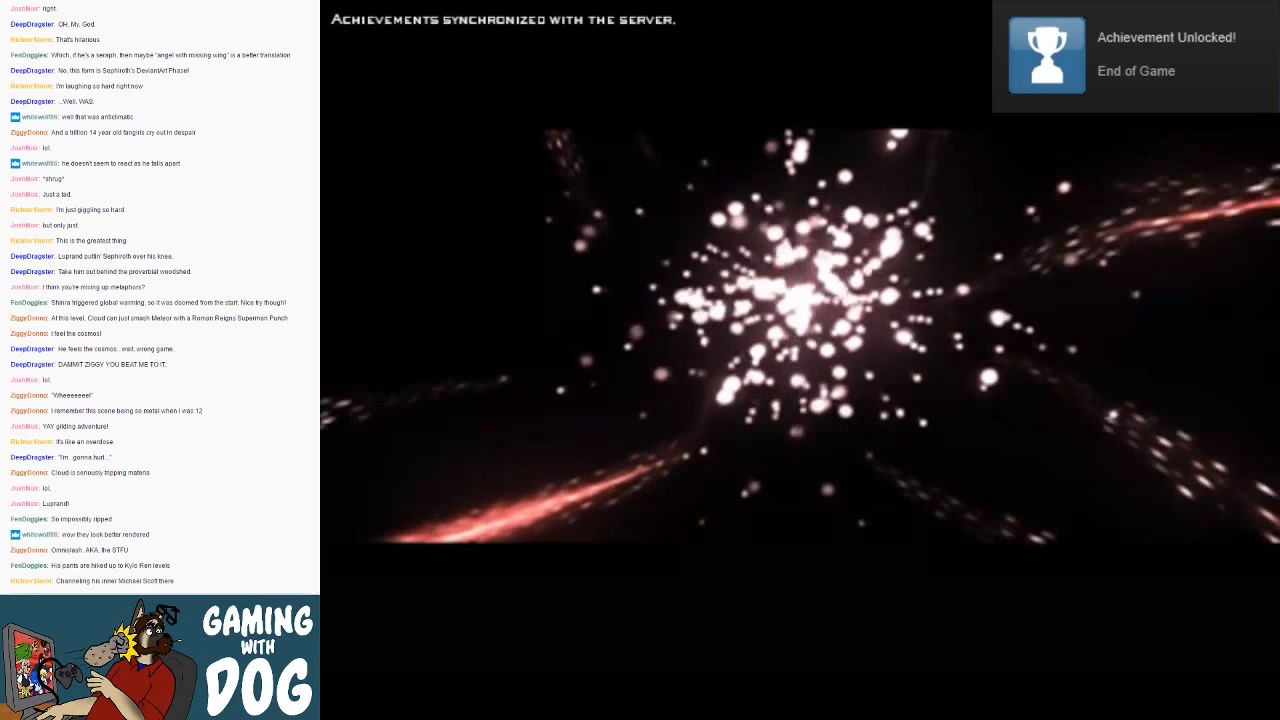 JoshNoir: right.
DeepDragster: OH. My. God.
RichterStorm: That's hilarious
FenDoggles: Which, if he's a seraph, then maybe "angel with missing wing" is a better translation
DeepDragster: No, this form is Sephiroth's DeviantArt Phase!
RichterStorm: I'm laughing so hard right now
DeepDragster: ...Well. WAS.
whitewolf86: well that was anticlimatic
ZiggyDonno: And a trillion 14 year old fangirls cry out in despair
JoshNoir: lol.
whitewolf86: he doesn't seem to react as he falls apart
JoshNoir: *shrug*
JoshNoir: Just a tad.
RichterStorm: I'm just giggling so hard
JoshNoir: but only just.
RichterStorm: This is the greatest thing
DeepDragster: Luprand puttin' Sephiroth over his knee.
DeepDragster: Take him out behind the proverbial woodshed.
JoshNoir: I think you're mixing up metaphors?
FenDoggles: Shinra triggered global warming, so it was doomed from the start. Nice try though!
ZiggyDonno: At this level, Cloud can just smash Meteor with a Roman Reigns Superman Punch
ZiggyDonno: I feel the cosmos!
DeepDragster: He feels the cosmos...wait, wrong game.
DeepDragster: DAMMIT ZIGGY YOU BEAT ME TO IT.
JoshNoir: lol.
ZiggyDonno: "Wheeeeeee!"
ZiggyDonno: I remember this scene being so metal when i was 12
JoshNoir: YAY gliding adventure!
RichterStorm: It's like an overdose.
DeepDragster: "I'm...gonna hurl..."
ZiggyDonno: Cloud is seriously tripping materia
JoshNoir: lol.
JoshNoir: Luprand!
FenDoggles: So impossibly ripped
whitewolf86: wow they look better rendered
ZiggyDonno: Omnislash. AKA, the STFU
FenDoggles: His pants are hiked up to Kylo Ren levels
RichterStorm: Channeling his inner Michael Scott there
GAMING
WITH
DOG
Achievements synchronized with the server.
Achievement Unlocked!
End of Game